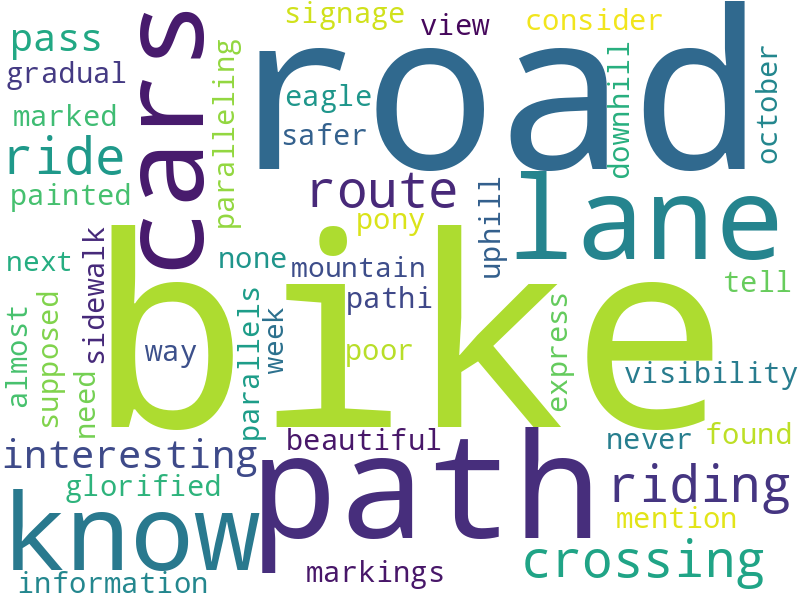 signage
view
consider
pass
cars
road
gradual
paralleling
eagle
downhill
october
marked
safer
ride
route
lane
painted
pony
uphill
next
sidewalk
none
mountain
tell
pathi
bike
almost
supposed
need
way
parallels
week
poor
express
visibility
beautiful
never
found
interesting
path
riding
glorified
know
mention
crossing
information
markings